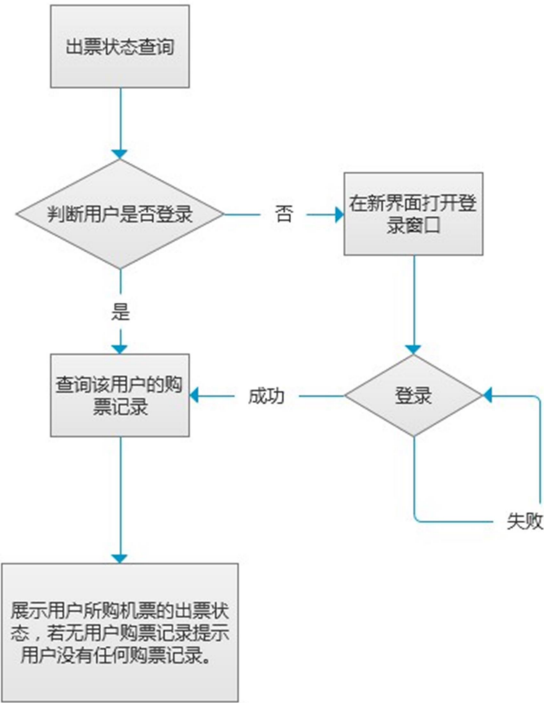 出票状态查询
判断用户是否登录
否
在新界面打开登
录窗口
是
查询该用户的购
票记录
成功
登录
失败
展示用户所购机票的出票状
态，若无用户购票记录提示
用户没有任何购票记录。